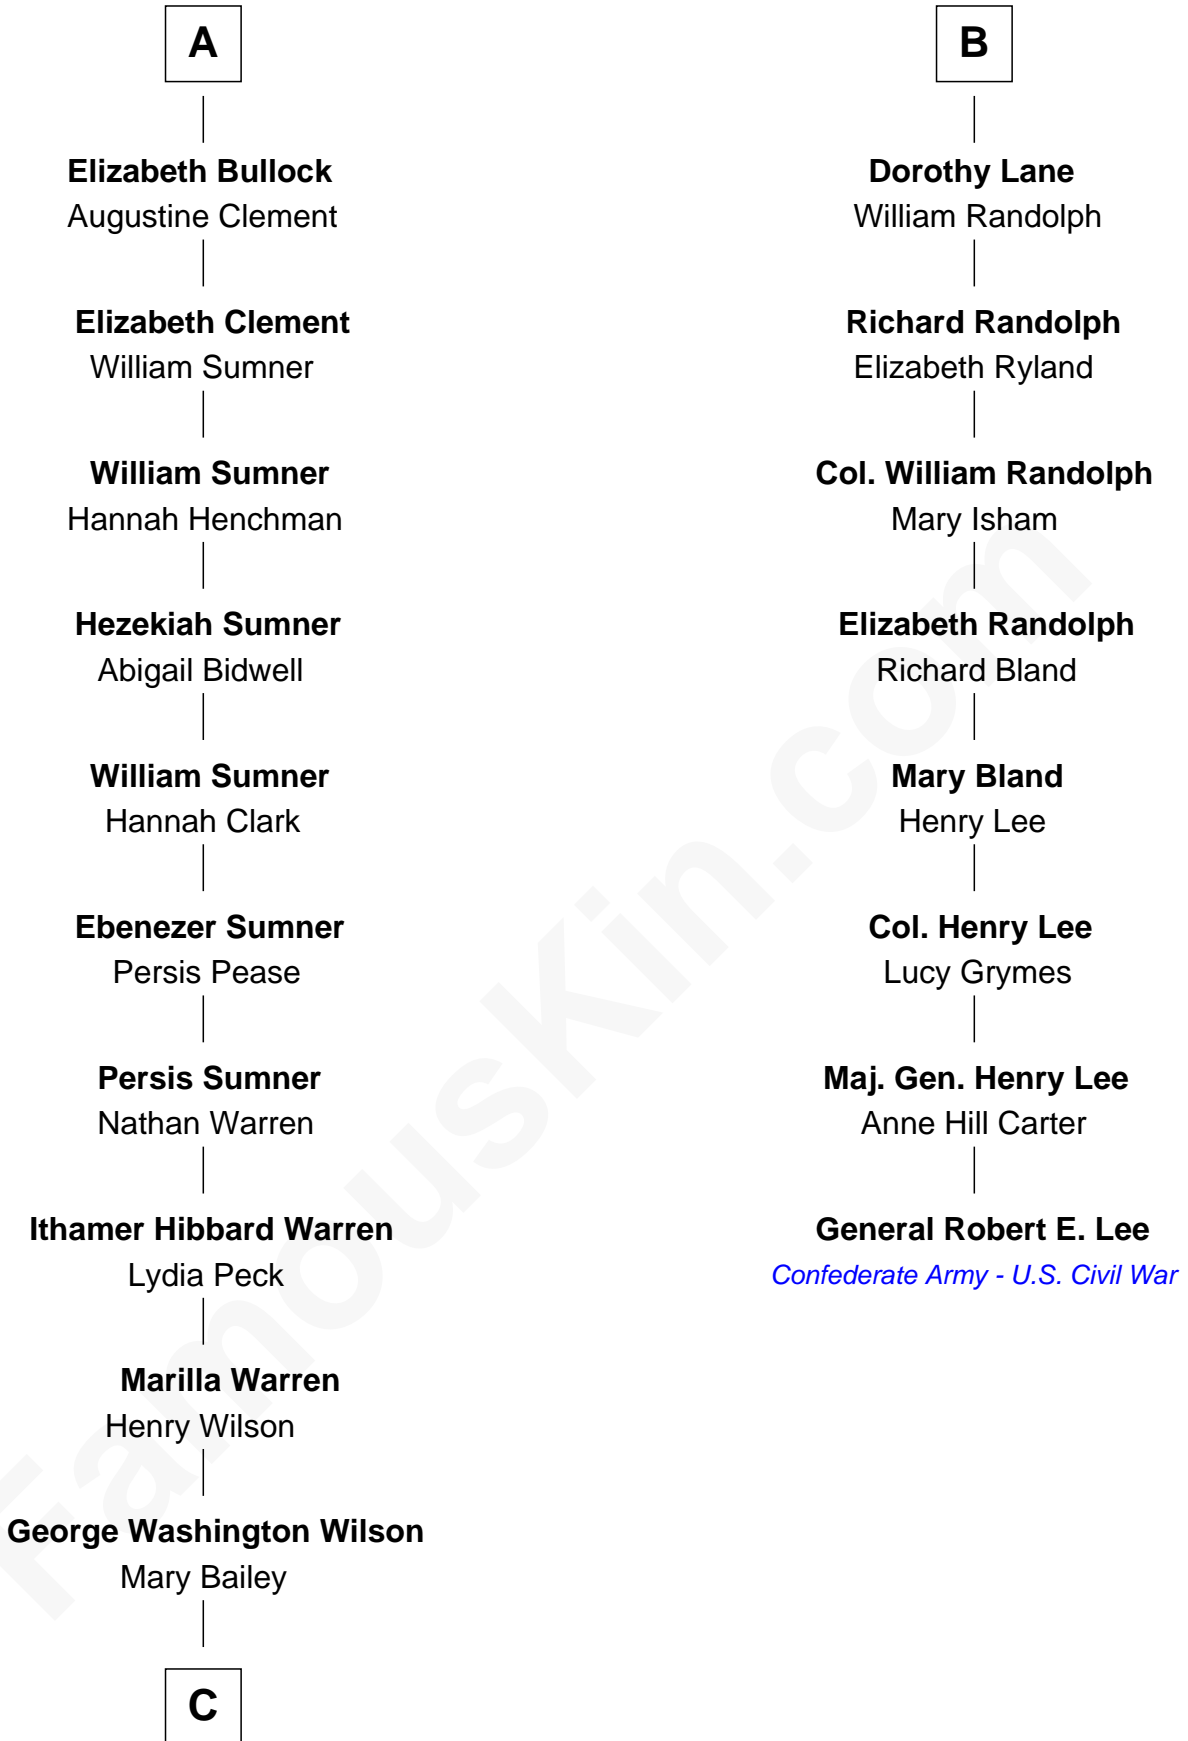 A
Elizabeth Bullock
Augustine Clement
Elizabeth Clement
William Sumner
William Sumner
Hannah Henchman
Hezekiah Sumner
Abigail Bidwell
William Sumner
Hannah Clark
Ebenezer Sumner
Persis Pease
Persis Sumner
Nathan Warren
Ithamer Hibbard Warren
Lydia Peck
Marilla Warren
Henry Wilson
George Washington Wilson
Mary Bailey
C
B
Dorothy Lane
William Randolph
Richard Randolph
Elizabeth Ryland
Col. William Randolph
Mary Isham
Elizabeth Randolph
Richard Bland
Mary Bland
Henry Lee
Col. Henry Lee
Lucy Grymes
Maj. Gen. Henry Lee
Anne Hill Carter
General Robert E. Lee
Confederate Army - U.S. Civil War
FamousKin.com